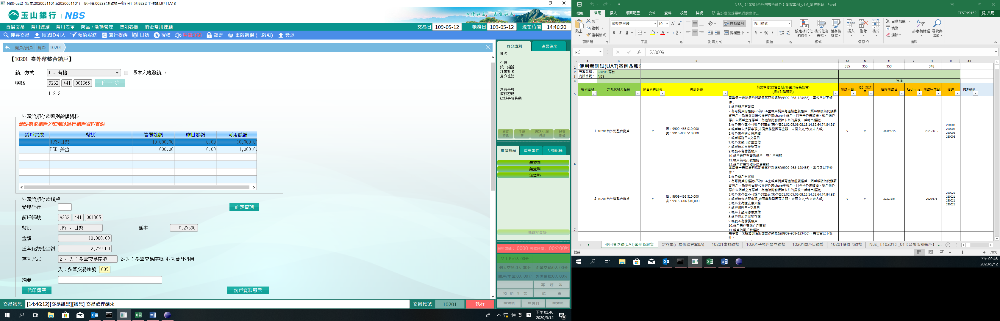 NBS-uat2 (版本:2020051101.b2020051101) 使用者:00233(測試櫃一卯) 分行別:9232 工作站:L9711A13
玉山銀行 | NBS
心清如玉，義重如山
自選交易 常用連結 常用表單 商品 / 活動管理 智能客服 消金常用連結 交易日 109-05-12 帳務日 109-05-12 現在時間 14:46:20
搜尋交易 帳號ID引入 預約服務 蒞行提醒 日誌 授權 鎖定 重啟週邊 (已啟動) 簽退
開戶/銷戶 銷戶 10201
【10201 臺外幣整合銷戶】
銷戶方式 1 - 有摺 憑本人親簽銷戶
帳號 9232 441 001365 下一步
1 2 3
外匯活期存款幣別餘額資料
請點選欲銷戶之幣別以進行銷戶資料查詢
銷戶完成 幣別 實質餘額 昨日餘額 可用餘額
JPY-日幣 10,000.00 0.00 10,000.0
USD-美金 1,000.00 0.00 1,000.0
外匯活期存款銷戶
受理分行 約定查詢
銷戶帳號 9232 441 001365
幣別 JPY - 日幣 匯率 0.27590
金額 10,000.00
匯率兌換後金額 2,759.00
存入方式 2 - 入：多筆交易序號 2-入：多筆交易序號 4-入會計科目
入：多筆交易序號 005
摘要
代印傳票 銷戶資料顯示
交易訊息 [14:46:12][交易訊息][訊息] 交易處理結束 交易代號 10201 執行
身分識別 產品往來
姓名
生日
統一編號
理專姓名
身分註記
注意事項
簡訊密碼
近期事故異動
顧客資訊 手續費 通路/共同行銷 顧客影像
推薦商品 重要事件 互動記錄
無資料
無資料
無資料
一般轉介登錄
服務號碼： 0000 等候時間： 00分00秒
V I P:0人 00分
個人交易:0人 00分 企業交易:0人 00分
開戶/申請:0人 00分 外匯業務:0人 00分
再 呼 叫
預 約 叫 號 結 束
無資料 無資料 無資料
英 下午 02:46
2020/5/12
4
NBS_【10201台外幣整合銷戶】測試案例_v1.6_測資盤點 - Excel
檔案 常用 插入 版面配置 公式 資料 校閱 檢視 告訴我您想要執行的動作... TEST19152 共用
貼上 剪下 複製 複製格式 剪貼簿
微軟正黑體 10 B I U 字型
自動換列 跨欄置中 對齊方式
通用格式 $ % 數值
設定格式化的條件 格式化為表格 儲存格樣式 樣式
插入 刪除 格式 儲存格
自動加總 填滿 清除 排序與篩選 尋找與選取 編輯
R6 fx 230008
A B J K L M N O P Q R AK
1 使用者測試(UAT)案例＆報告 355 355 353 348
2 專案名稱： CBP03 存款
3 測試系統： NBS
4 專項
5 案例編號 功能代號及名稱 是否有會計帳 會計分錄 前置準備(包含資料/外圍介接系統等)
(與IT討論確認) 測試人員 預計測試日 實際測試日 Redmine 測試完成日 備註 FEP案例
需準備一未結清的活期儲蓄存款帳號(9909-968-123456)，需包含以下條件：
1.帳戶開戶有發摺
2.為可銷戶的帳號(不為ESA主帳戶銷戶有連結虛擬帳戶、銷戶帳號為代發薪資專戶、為提撥自提公提專戶或share主帳戶，且有子戶未結清、銷戶帳戶存在未銷戶之定存戶、為連結勞動保障卡片的最後一戶轉出帳號)
3.帳戶未存在不可銷戶的事故(未存在01.02.05.06.08.13.14.32.64.74.84.91)
4.帳戶無未結算事項(未有業務型圈存金額、未有次交/今交未入帳)
5.帳戶未有透支息未結
6.帳戶帳務日=交易日
7.帳戶未動用存單質借
8.帳戶無約定狀態存在
9.帳號不為備償帳戶
10.帳戶未存在警示帳戶、死亡戶事故
11.帳戶為可扣款帳號
12.帳戶存在掛補並結清事故
6 1 10201台外幣整合銷戶 Y 借：9909-466 $10,000
貸：9915-003 $10,000 V V 2020/4/15 2020/4/15 230008
230008
230008
230008
需準備一未結清的活期儲蓄存款帳號(9909-968-123456)，需包含以下條件：
1.帳戶開戶有發摺
2.為可銷戶的帳號(不為ESA主帳戶銷戶有連結虛擬帳戶、銷戶帳號為代發薪資專戶、為提撥自提公提專戶或share主帳戶，且有子戶未結清、銷戶帳戶存在未銷戶之定存戶、為連結勞動保障卡片的最後一戶轉出帳號)
3.帳戶未存在不可銷戶的事故(未存在01.02.05.06.08.13.14.32.64.74.84.91)
4.帳戶無未結算事項(未有業務型圈存金額、未有次交/今交未入帳)
5.帳戶未有透支息未結
6.帳戶帳務日=交易日
7.帳戶未動用存單質借
8.帳戶無約定狀態存在
9.帳號不為備償帳戶
10.帳戶未存在死亡戶事故
11.帳戶為可扣款帳號
7 2 10201台外幣整合銷戶 Y 借：9909-466 $10,000
貸：9915-U06 $10,000 V V 2020/5/6 2020/5/6 230021
230021
230021
230021
需準備一未結清的活期儲蓄存款帳號(9909-968-123456)，需包含以下條件：
使用者測試(UAT)案例＆報告 定存單(已提供給專案BA) 10201事故調整 10201子帳戶開立調整 10201開戶日調整 10201儲值卡調整 NBS_【10201】_01【台幣活期銷戶】 ...
就緒 70%
下午 02:46
2020/5/12